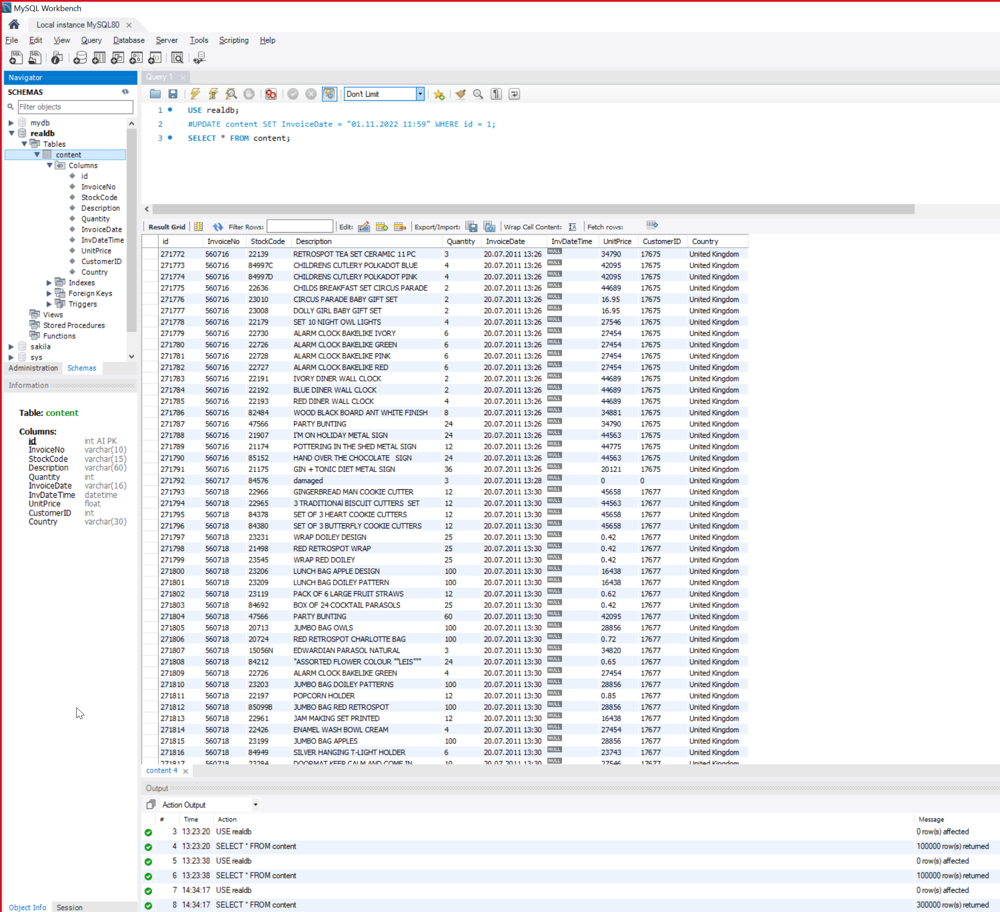 MySQL Workbench
Local instance MySQL80
File Edit View Query Database Server Tools Scripting Help
Navigator
SCHEMAS
Filter objects
mydb
realdb
Tables
content
Columns
id
InvoiceNo
StockCode
Description
Quantity
InvoiceDate
InvDateTime
UnitPrice
CustomerID
Country
Indexes
Foreign Keys
Triggers
Views
Stored Procedures
Functions
sakila
sys
Administration Schemas
Information
Table: content
Columns:
id int AI PK
InvoiceNo varchar(10)
StockCode varchar(15)
Description varchar(60)
Quantity int
InvoiceDate varchar(16)
InvDateTime datetime
UnitPrice float
CustomerID int
Country varchar(30)
Object Info Session
Query 1
Don't Limit
1 USE realdb;
2 #UPDATE content SET InvoiceDate = "01.11.2022 11:59" WHERE id = 1;
3 SELECT * FROM content;
Result Grid Filter Rows: Edit: Export/Import: Wrap Cell Content: Fetch rows:
id InvoiceNo StockCode Description Quantity InvoiceDate InvDateTime UnitPrice CustomerID Country
271772 560716 22139 RETROSPOT TEA SET CERAMIC 11 PC 3 20.07.2011 13:26 NULL 34790 17675 United Kingdom
271773 560716 84997C CHILDRENS CUTLERY POLKADOT BLUE 4 20.07.2011 13:26 NULL 42095 17675 United Kingdom
271774 560716 84997D CHILDRENS CUTLERY POLKADOT PINK 4 20.07.2011 13:26 NULL 42095 17675 United Kingdom
271775 560716 22636 CHILDS BREAKFAST SET CIRCUS PARADE 2 20.07.2011 13:26 NULL 44689 17675 United Kingdom
271776 560716 23010 CIRCUS PARADE BABY GIFT SET 2 20.07.2011 13:26 NULL 16.95 17675 United Kingdom
271777 560716 23008 DOLLY GIRL BABY GIFT SET 2 20.07.2011 13:26 NULL 16.95 17675 United Kingdom
271778 560716 22179 SET 10 NIGHT OWL LIGHTS 4 20.07.2011 13:26 NULL 27546 17675 United Kingdom
271779 560716 22730 ALARM CLOCK BAKELIKE IVORY 6 20.07.2011 13:26 NULL 27454 17675 United Kingdom
271780 560716 22726 ALARM CLOCK BAKELIKE GREEN 6 20.07.2011 13:26 NULL 27454 17675 United Kingdom
271781 560716 22728 ALARM CLOCK BAKELIKE PINK 6 20.07.2011 13:26 NULL 27454 17675 United Kingdom
271782 560716 22727 ALARM CLOCK BAKELIKE RED 6 20.07.2011 13:26 NULL 27454 17675 United Kingdom
271783 560716 22191 IVORY DINER WALL CLOCK 2 20.07.2011 13:26 NULL 44689 17675 United Kingdom
271784 560716 22192 BLUE DINER WALL CLOCK 2 20.07.2011 13:26 NULL 44689 17675 United Kingdom
271785 560716 22193 RED DINER WALL CLOCK 4 20.07.2011 13:26 NULL 44689 17675 United Kingdom
271786 560716 82484 WOOD BLACK BOARD ANT WHITE FINISH 8 20.07.2011 13:26 NULL 34881 17675 United Kingdom
271787 560716 47566 PARTY BUNTING 24 20.07.2011 13:26 NULL 34790 17675 United Kingdom
271788 560716 21907 I'M ON HOLIDAY METAL SIGN 24 20.07.2011 13:26 NULL 44563 17675 United Kingdom
271789 560716 21174 POTTERING IN THE SHED METAL SIGN 12 20.07.2011 13:26 NULL 44775 17675 United Kingdom
271790 560716 85152 HAND OVER THE CHOCOLATE SIGN 24 20.07.2011 13:26 NULL 44563 17675 United Kingdom
271791 560716 21175 GIN + TONIC DIET METAL SIGN 36 20.07.2011 13:26 NULL 20121 17675 United Kingdom
271792 560717 84576 damaged 3 20.07.2011 13:28 NULL 0 0 United Kingdom
271793 560718 22966 GINGERBREAD MAN COOKIE CUTTER 12 20.07.2011 13:30 NULL 45658 17677 United Kingdom
271794 560718 22965 3 TRADITIONAl BISCUIT CUTTERS SET 12 20.07.2011 13:30 NULL 44563 17677 United Kingdom
271795 560718 84378 SET OF 3 HEART COOKIE CUTTERS 12 20.07.2011 13:30 NULL 45658 17677 United Kingdom
271796 560718 84380 SET OF 3 BUTTERFLY COOKIE CUTTERS 12 20.07.2011 13:30 NULL 45658 17677 United Kingdom
271797 560718 23231 WRAP DOILEY DESIGN 25 20.07.2011 13:30 NULL 0.42 17677 United Kingdom
271798 560718 21498 RED RETROSPOT WRAP 25 20.07.2011 13:30 NULL 0.42 17677 United Kingdom
271799 560718 23545 WRAP RED DOILEY 25 20.07.2011 13:30 NULL 0.42 17677 United Kingdom
271800 560718 23206 LUNCH BAG APPLE DESIGN 100 20.07.2011 13:30 NULL 16438 17677 United Kingdom
271801 560718 23209 LUNCH BAG DOILEY PATTERN 100 20.07.2011 13:30 NULL 16438 17677 United Kingdom
271802 560718 23119 PACK OF 6 LARGE FRUIT STRAWS 12 20.07.2011 13:30 NULL 0.62 17677 United Kingdom
271803 560718 84692 BOX OF 24 COCKTAIL PARASOLS 25 20.07.2011 13:30 NULL 0.42 17677 United Kingdom
271804 560718 47566 PARTY BUNTING 60 20.07.2011 13:30 NULL 42095 17677 United Kingdom
271805 560718 20713 JUMBO BAG OWLS 100 20.07.2011 13:30 NULL 28856 17677 United Kingdom
271806 560718 20724 RED RETROSPOT CHARLOTTE BAG 100 20.07.2011 13:30 NULL 0.72 17677 United Kingdom
271807 560718 15056N EDWARDIAN PARASOL NATURAL 3 20.07.2011 13:30 NULL 34820 17677 United Kingdom
271808 560718 84212 "ASSORTED FLOWER COLOUR ""LEIS""" 24 20.07.2011 13:30 NULL 0.65 17677 United Kingdom
271809 560718 22726 ALARM CLOCK BAKELIKE GREEN 4 20.07.2011 13:30 NULL 27454 17677 United Kingdom
271810 560718 23203 JUMBO BAG DOILEY PATTERNS 100 20.07.2011 13:30 NULL 28856 17677 United Kingdom
271811 560718 22197 POPCORN HOLDER 12 20.07.2011 13:30 NULL 0.85 17677 United Kingdom
271812 560718 85099B JUMBO BAG RED RETROSPOT 100 20.07.2011 13:30 NULL 28856 17677 United Kingdom
271813 560718 22961 JAM MAKING SET PRINTED 12 20.07.2011 13:30 NULL 16438 17677 United Kingdom
271814 560718 22426 ENAMEL WASH BOWL CREAM 4 20.07.2011 13:30 NULL 27454 17677 United Kingdom
271815 560718 23199 JUMBO BAG APPLES 100 20.07.2011 13:30 NULL 28856 17677 United Kingdom
271816 560718 84949 SILVER HANGING T-LIGHT HOLDER 6 20.07.2011 13:30 NULL 23743 17677 United Kingdom
271817 560718 23284 DOORMAT KEEP CALM AND COME IN 10 20.07.2011 13:30 NULL 27546 17677 United Kingdom
content 4
Output
Action Output
# Time Action Message
3 13:23:20 USE realdb 0 row(s) affected
4 13:23:20 SELECT * FROM content 100000 row(s) returned
5 13:23:38 USE realdb 0 row(s) affected
6 13:23:38 SELECT * FROM content 100000 row(s) returned
7 14:34:17 USE realdb 0 row(s) affected
8 14:34:17 SELECT * FROM content 300000 row(s) returned